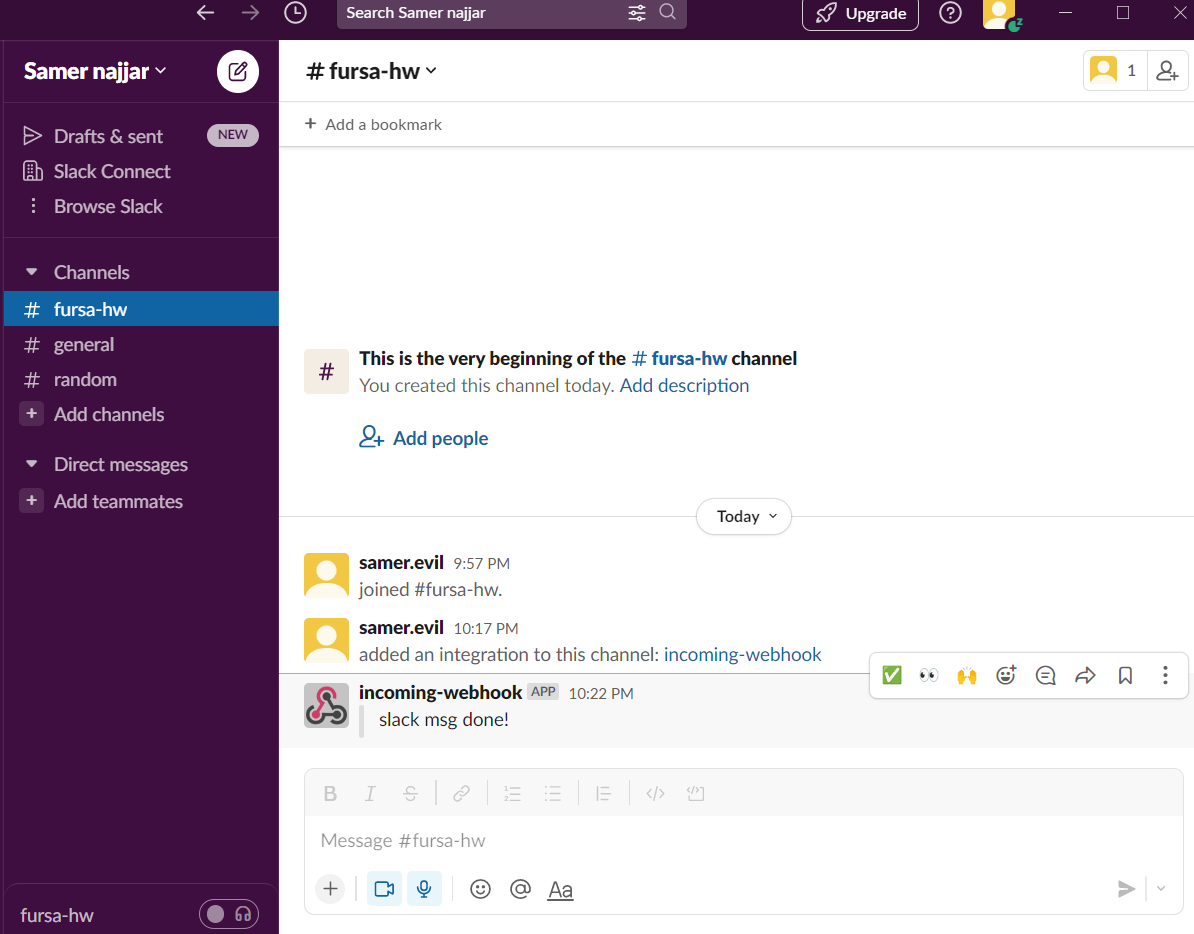 Search Samer najjar
Upgrade
Samer najjar
Drafts & sent
NEW
Slack Connect
Browse Slack
Channels
# fursa-hw
# general
# random
+ Add channels
Direct messages
+ Add teammates
fursa-hw
# fursa-hw
1
+ Add a bookmark
#
This is the very beginning of the # fursa-hw channel
You created this channel today. Add description
Add people
Today
samer.evil 9:57 PM
joined #fursa-hw.
samer.evil 10:17 PM
added an integration to this channel: incoming-webhook
incoming-webhook APP 10:22 PM
slack msg done!
Message #fursa-hw
Aa